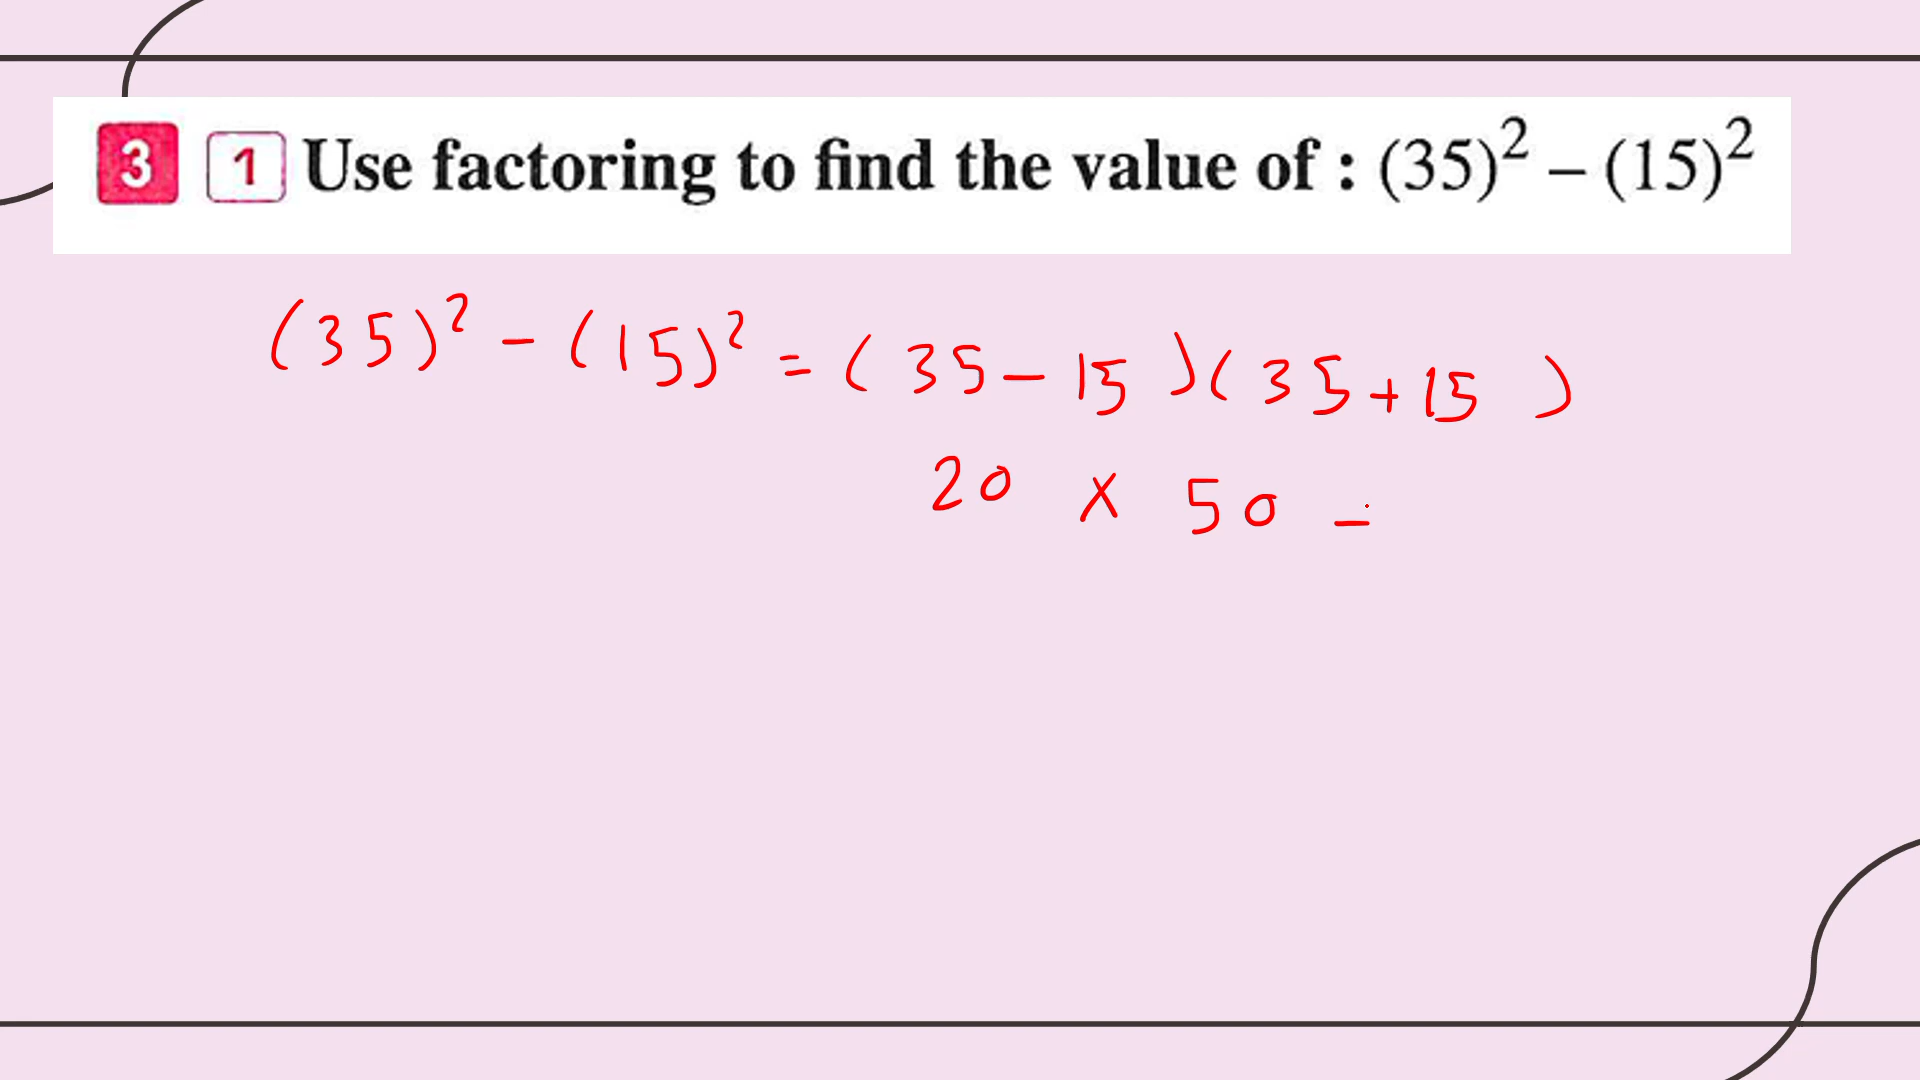 3 1 Use factoring to find the value of : (35)² – (15)²
(35)² - (15)² = (35 - 15)(35 + 15)
20 × 50 -